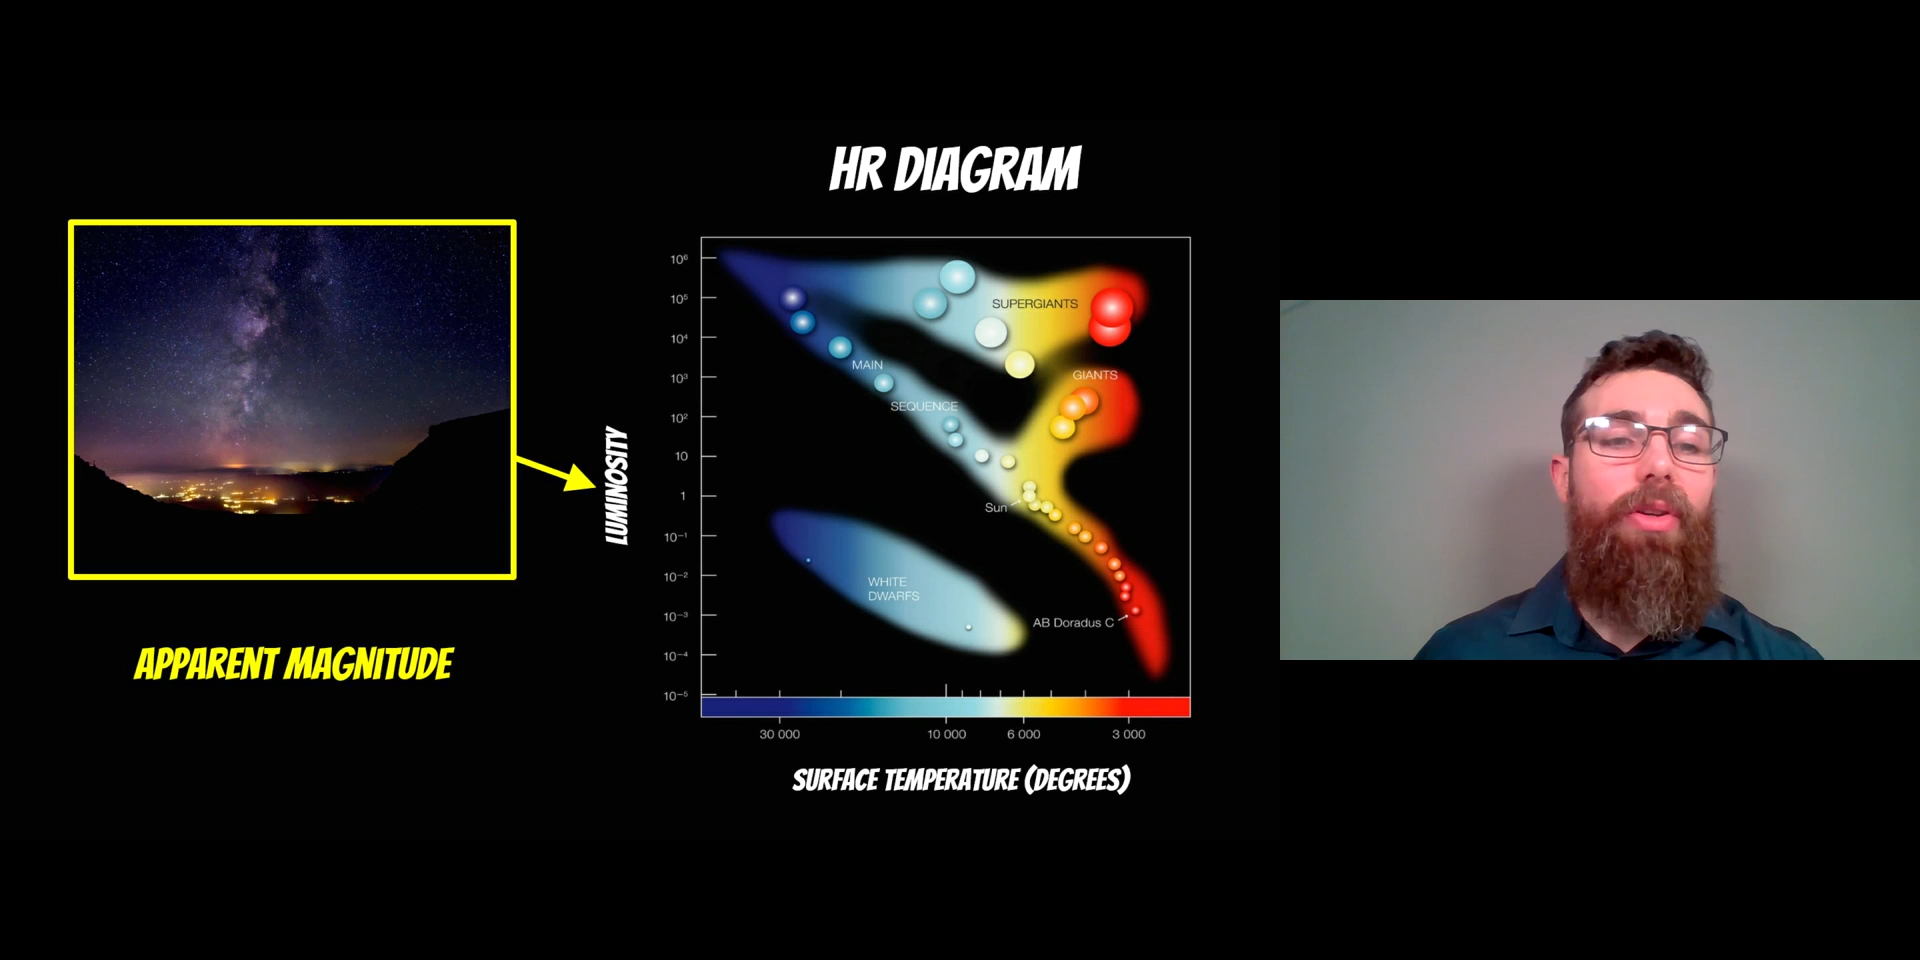 HR DIAGRAM
APPARENT MAGNITUDE
LUMINOSITY
10⁶
10⁵
10⁴
10³
10²
10
1
10⁻¹
10⁻²
10⁻³
10⁻⁴
10⁻⁵
SUPERGIANTS
MAIN
GIANTS
SEQUENCE
Sun
WHITE
DWARFS
AB Doradus C
30 000
10 000
6 000
3 000
SURFACE TEMPERATURE (DEGREES)